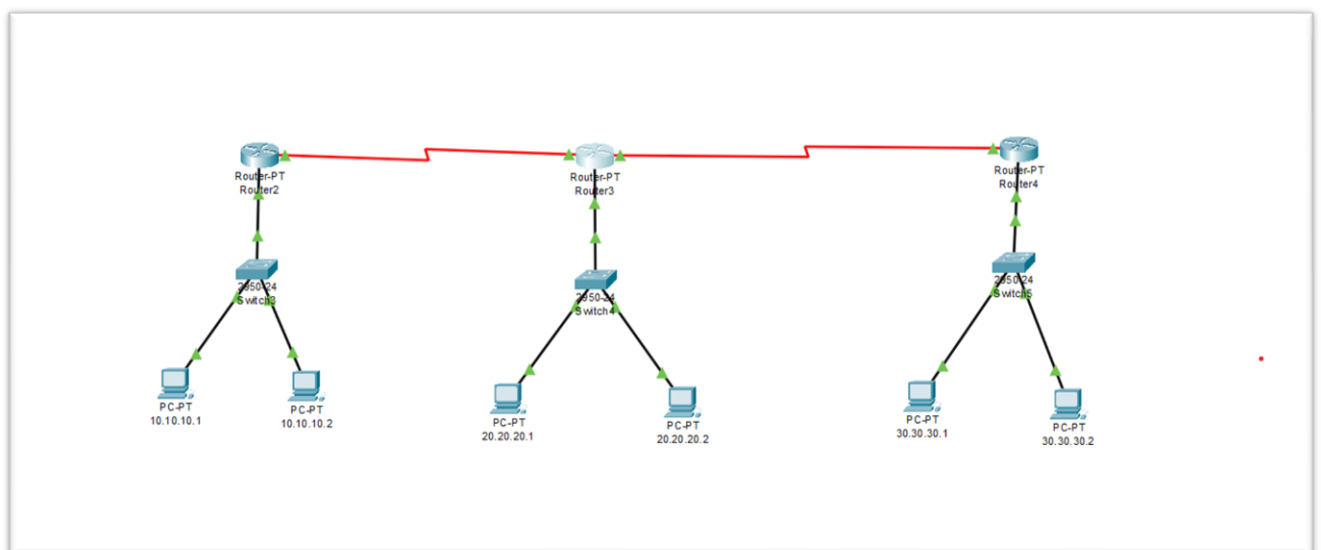 Router-PT
Router2
Router-PT
Router3
Router-PT
Router4
2950-24
Switch3
2950-24
Switch4
2950-24
Switch5
PC-PT
10.10.10.1
PC-PT
10.10.10.2
PC-PT
20.20.20.1
PC-PT
20.20.20.2
PC-PT
30.30.30.1
PC-PT
30.30.30.2